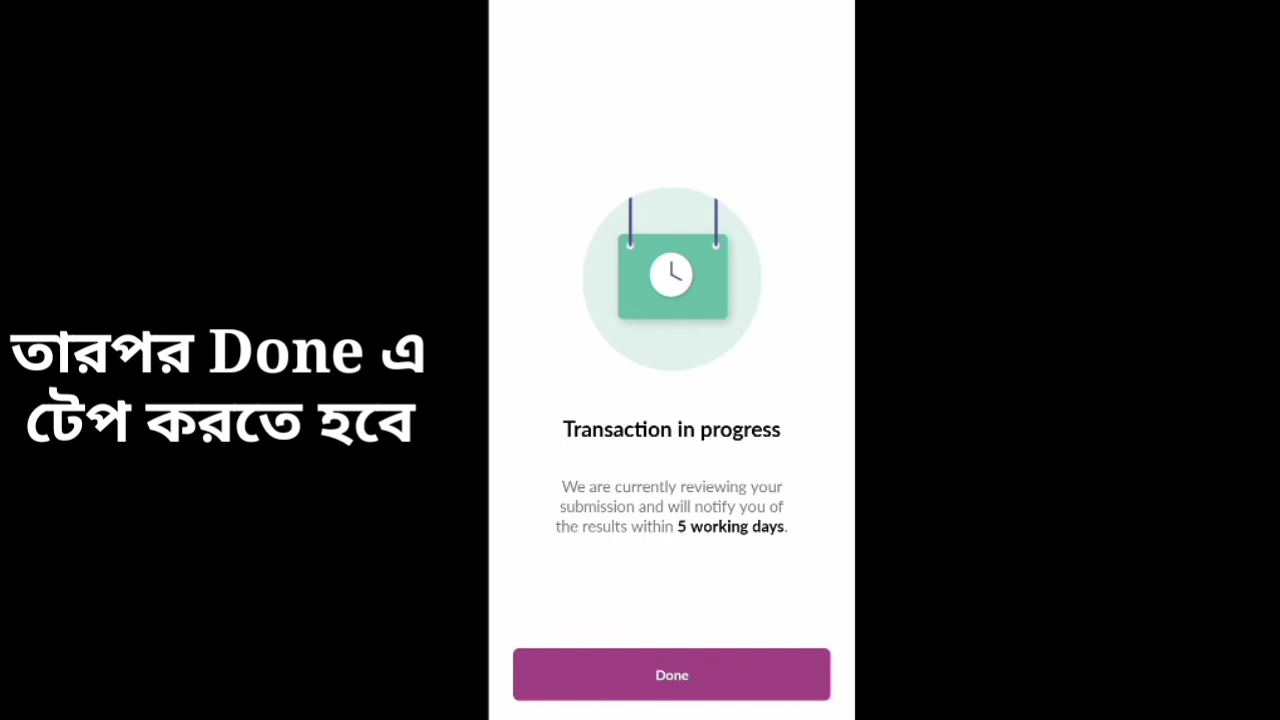 তারপর Done এ
টেপ করতে হবে
Transaction in progress
We are currently reviewing your
submission and will notify you of
the results within 5 working days.
Done